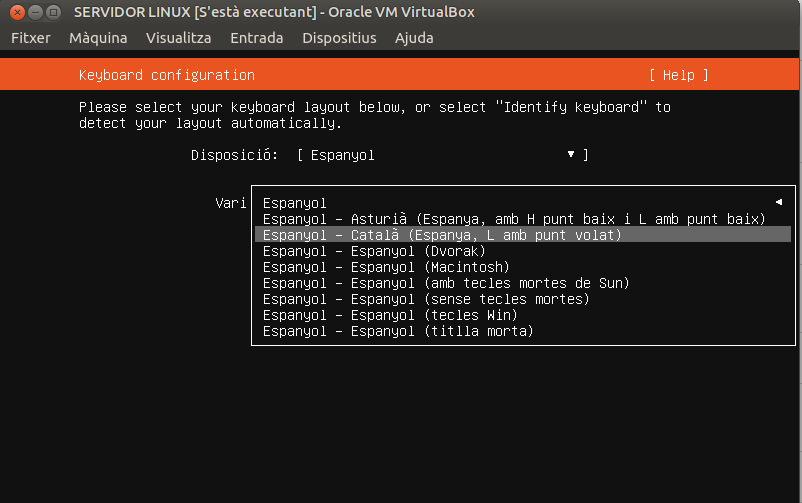 SERVIDOR LINUX [S'està executant] - Oracle VM VirtualBox
Fitxer Màquina Visualitza Entrada Dispositius Ajuda
Keyboard configuration [ Help ]
Please select your keyboard layout below, or select "Identify keyboard" to
detect your layout automatically.
Disposició: [ Espanyol ▾ ]
Vari
Espanyol ◂
Espanyol - Asturià (Espanya, amb H punt baix i L amb punt baix)
Espanyol - Català (Espanya, L amb punt volat)
Espanyol - Espanyol (Dvorak)
Espanyol - Espanyol (Macintosh)
Espanyol - Espanyol (amb tecles mortes de Sun)
Espanyol - Espanyol (sense tecles mortes)
Espanyol - Espanyol (tecles Win)
Espanyol - Espanyol (titlla morta)